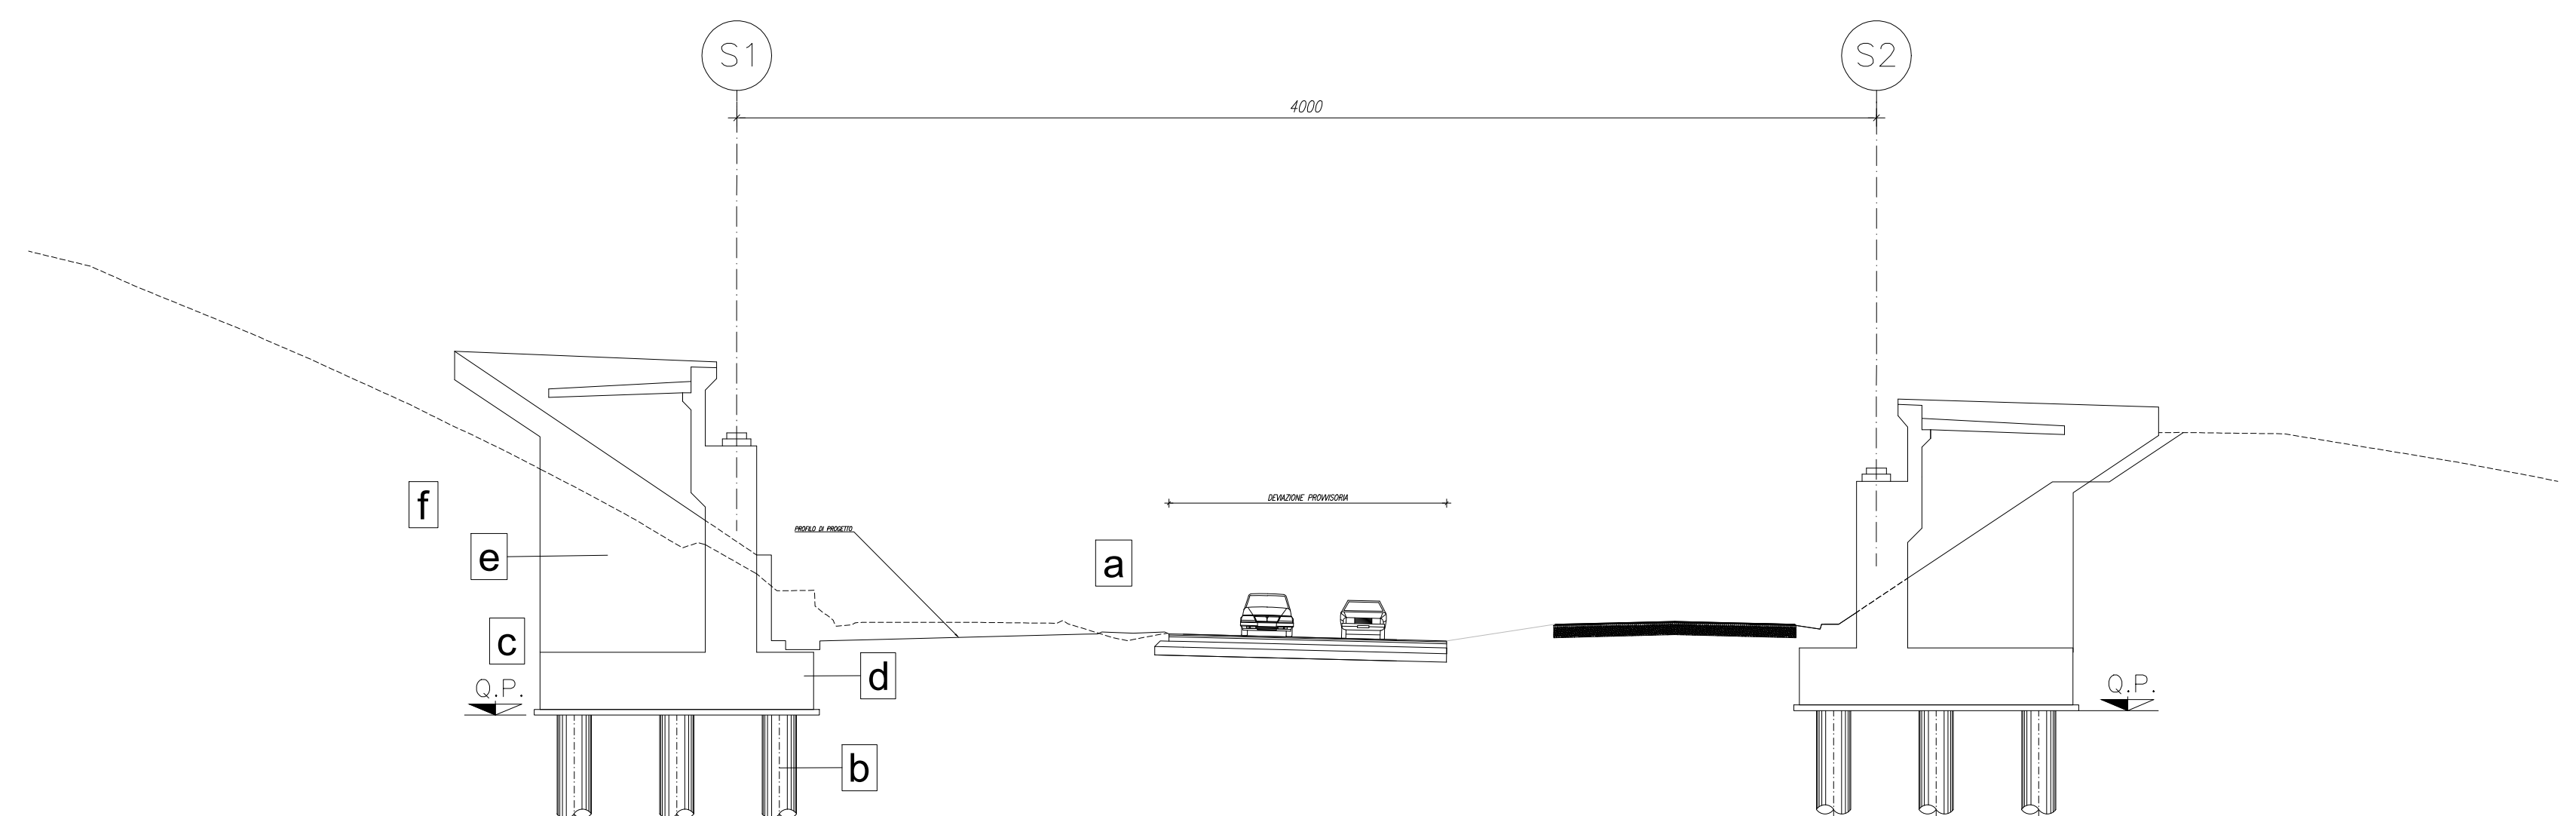 S1
S2
4000
DEVIAZIONE PROVVISORIA
PROFILO DI PROGETTO
f
e
a
c
d
Q.P.
Q.P.
b